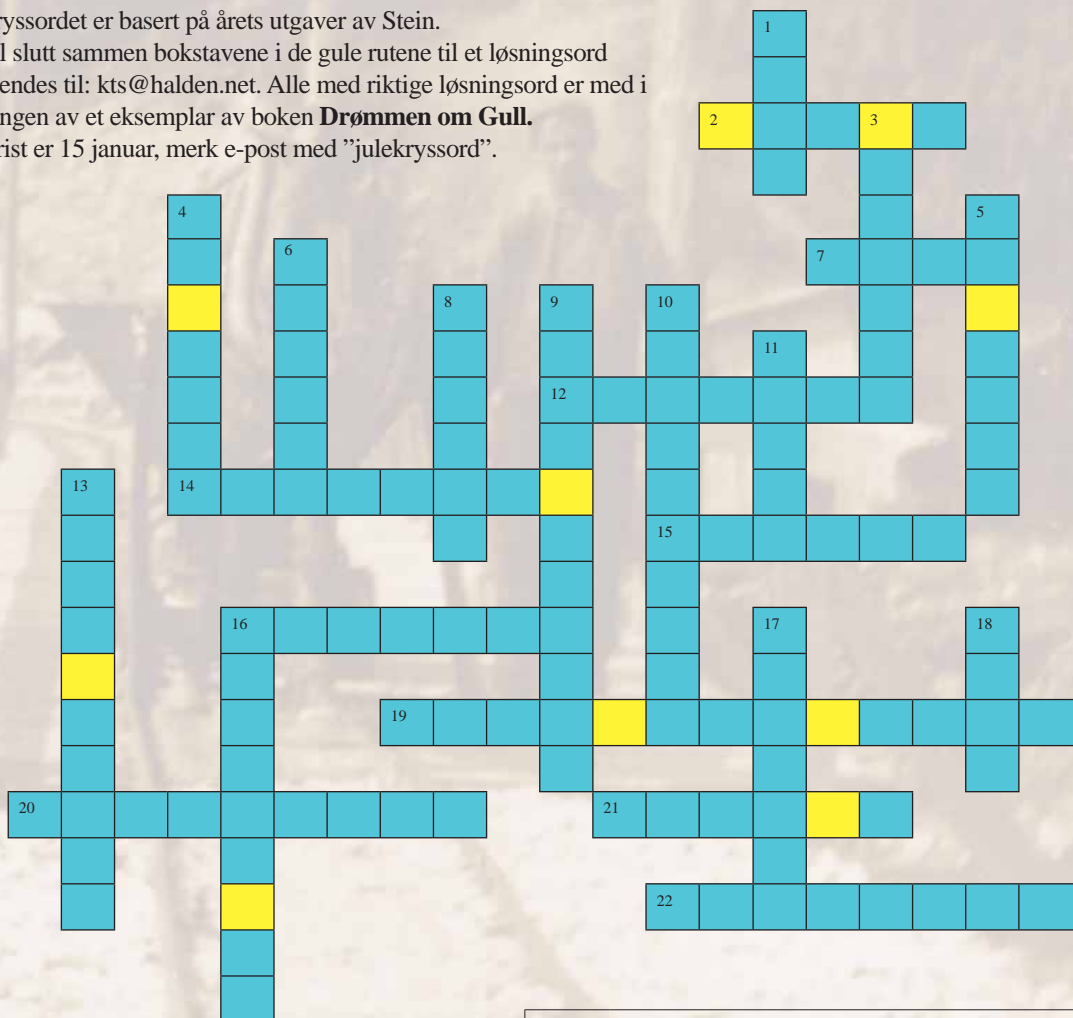 ryssordet er basert på årets utgaver av Stein.
l slutt sammen bokstavene i de gule rutene til et løsningsord
endes til: kts@halden.net. Alle med riktige løsningsord er med i
ngen av et eksemplar av boken Drømmen om Gull.
rist er 15 januar, merk e-post med ”julekryssord”.
1
2 3
4 5
6 7
8 9 10
11
12
13 14
15
16 17 18
19
20 21
22